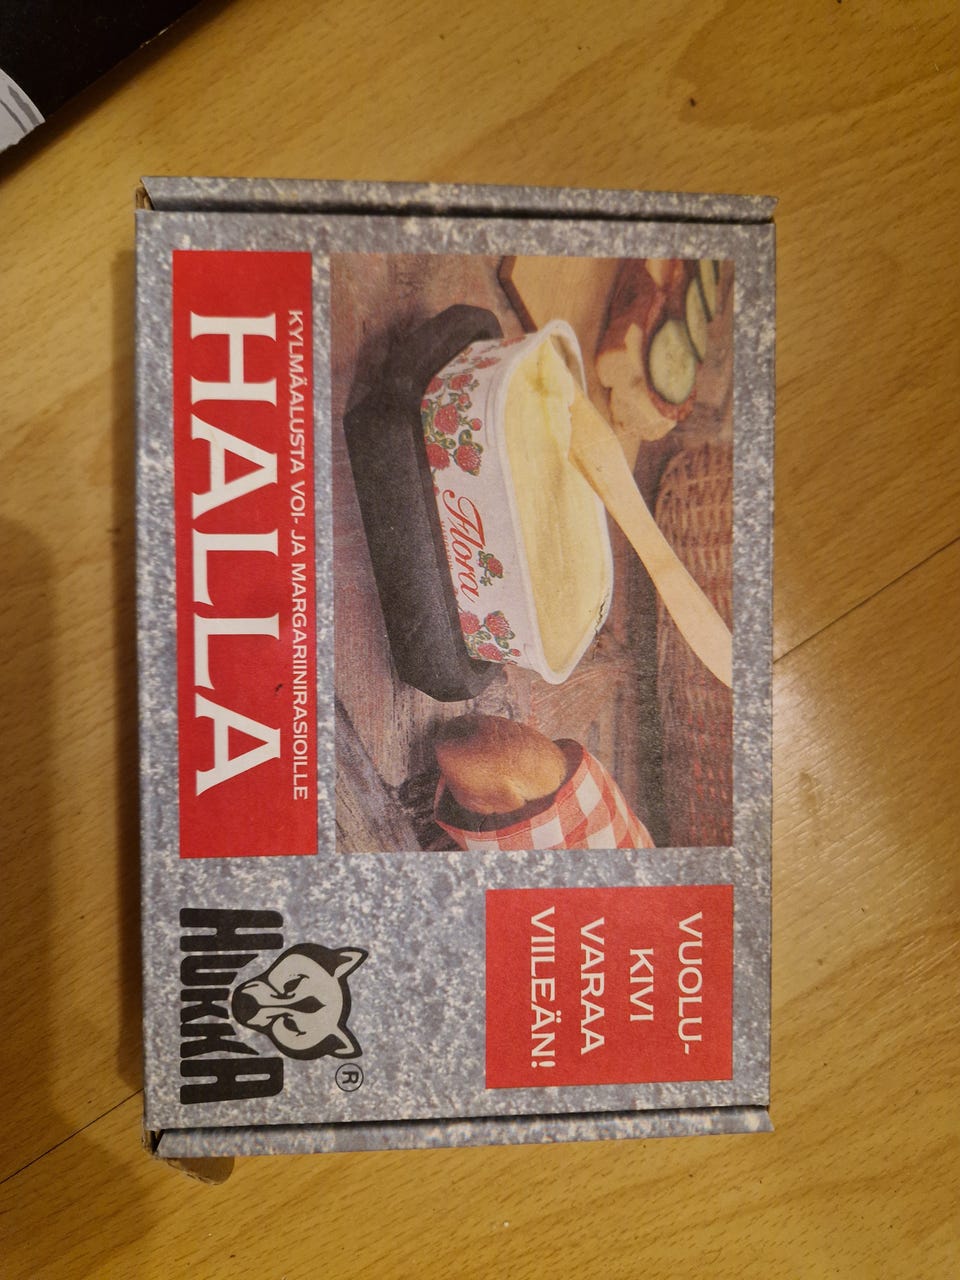 VUOLU-
KIVI
VARAA
VIILEÄN!
Flora
KYLMÄALUSTA VOI- JA MARGARIINIRASIOILLE
HALLA
HUKKA
®